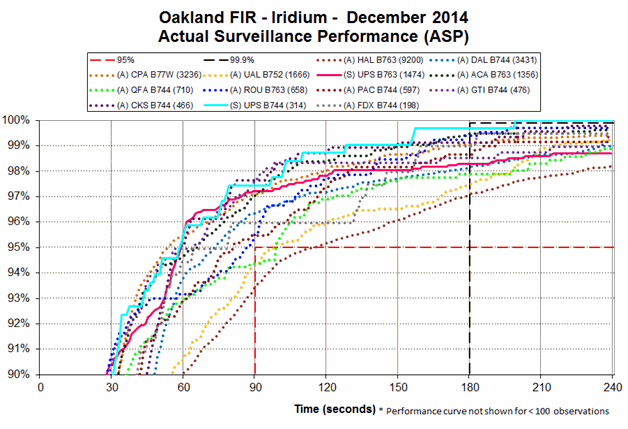 Oakland FIR - Iridium - December 2014
Actual Surveillance Performance (ASP)
95% 99.9% (A) HAL B763 (9200) (A) DAL B744 (3431)
(A) CPA B77W (3236) (A) UAL B752 (1666) (S) UPS B763 (1474) (A) ACA B763 (1356)
(A) QFA B744 (710) (A) ROU B763 (658) (A) PAC B744 (597) (A) GTI B744 (476)
(A) CKS B744 (466) (S) UPS B744 (314) (A) FDX B744 (198)
100%
99%
98%
97%
96%
95%
94%
93%
92%
91%
90%
0 30 60 90 120 150 180 210 240
Time (seconds) * Performance curve not shown for < 100 observations